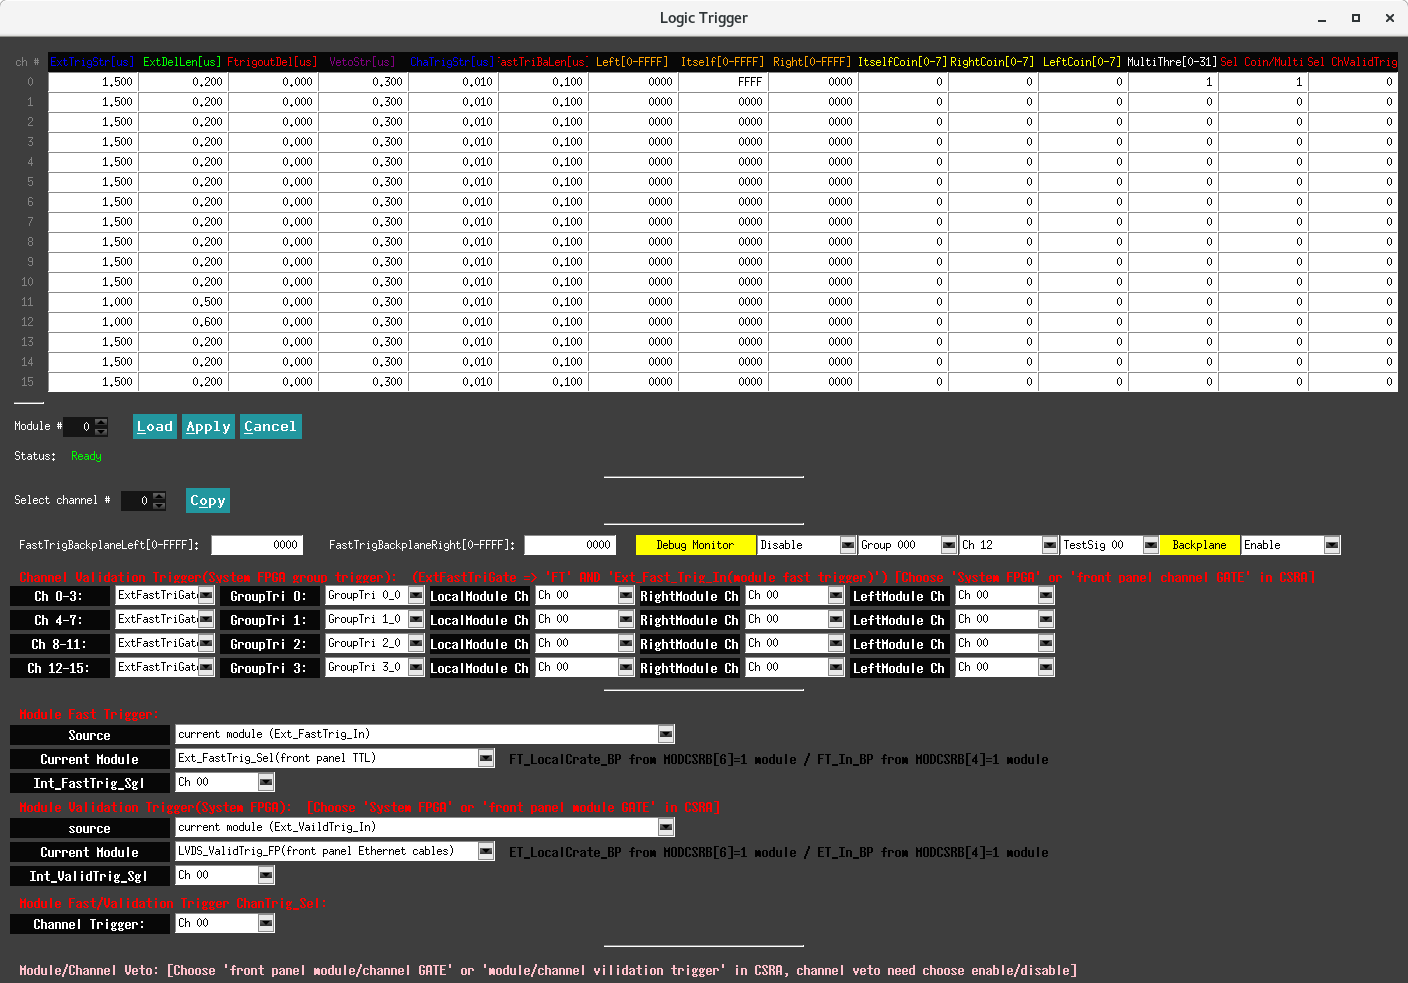 Logic Trigger
ch # ExtTrigStr[us] ExtDelLen[us] FtrigoutDel[us] VetoStr[us] ChaTrigStr[us] FastTriBaLen[us] Left[0-FFFF] Itself[0-FFFF] Right[0-FFFF] ItselfCoin[0-7] RightCoin[0-7] LeftCoin[0-7] MultiThre[0-31] Sel Coin/Multi Sel ChValidTrig
0 1.500 0.200 0.000 0.300 0.010 0.100 0000 FFFF 0000 0 0 0 1 1 0
1 1.500 0.200 0.000 0.300 0.010 0.100 0000 0000 0000 0 0 0 0 0 0
2 1.500 0.200 0.000 0.300 0.010 0.100 0000 0000 0000 0 0 0 0 0 0
3 1.500 0.200 0.000 0.300 0.010 0.100 0000 0000 0000 0 0 0 0 0 0
4 1.500 0.200 0.000 0.300 0.010 0.100 0000 0000 0000 0 0 0 0 0 0
5 1.500 0.200 0.000 0.300 0.010 0.100 0000 0000 0000 0 0 0 0 0 0
6 1.500 0.200 0.000 0.300 0.010 0.100 0000 0000 0000 0 0 0 0 0 0
7 1.500 0.200 0.000 0.300 0.010 0.100 0000 0000 0000 0 0 0 0 0 0
8 1.500 0.200 0.000 0.300 0.010 0.100 0000 0000 0000 0 0 0 0 0 0
9 1.500 0.200 0.000 0.300 0.010 0.100 0000 0000 0000 0 0 0 0 0 0
10 1.500 0.200 0.000 0.300 0.010 0.100 0000 0000 0000 0 0 0 0 0 0
11 1.000 0.500 0.000 0.300 0.010 0.100 0000 0000 0000 0 0 0 0 0 0
12 1.000 0.600 0.000 0.300 0.010 0.100 0000 0000 0000 0 0 0 0 0 0
13 1.500 0.200 0.000 0.300 0.010 0.100 0000 0000 0000 0 0 0 0 0 0
14 1.500 0.200 0.000 0.300 0.010 0.100 0000 0000 0000 0 0 0 0 0 0
15 1.500 0.200 0.000 0.300 0.010 0.100 0000 0000 0000 0 0 0 0 0 0
Module # 0 Load Apply Cancel
Status: Ready
Select channel # 0 Copy
FastTrigBackplaneLeft[0-FFFF]: 0000 FastTrigBackplaneRight[0-FFFF]: 0000 Debug Monitor Disable Group 000 Ch 12 TestSig 00 Backplane Enable
Channel Validation Trigger(System FPGA group trigger): (ExtFastTriGate => 'FT' AND 'Ext_Fast_Trig_In(module fast trigger)') [Choose 'System FPGA' or 'front panel channel GATE' in CSRA]
Ch 0-3: ExtFastTriGate GroupTri 0: GroupTri 0_0 LocalModule Ch Ch 00 RightModule Ch Ch 00 LeftModule Ch Ch 00
Ch 4-7: ExtFastTriGate GroupTri 1: GroupTri 1_0 LocalModule Ch Ch 00 RightModule Ch Ch 00 LeftModule Ch Ch 00
Ch 8-11: ExtFastTriGate GroupTri 2: GroupTri 2_0 LocalModule Ch Ch 00 RightModule Ch Ch 00 LeftModule Ch Ch 00
Ch 12-15: ExtFastTriGate GroupTri 3: GroupTri 3_0 LocalModule Ch Ch 00 RightModule Ch Ch 00 LeftModule Ch Ch 00
Module Fast Trigger:
Source current module (Ext_FastTrig_In)
Current Module Ext_FastTrig_Sel(front panel TTL) FT_LocalCrate_BP from MODCSRB[6]=1 module / FT_In_BP from MODCSRB[4]=1 module
Int_FastTrig_Sgl Ch 00
Module Validation Trigger(System FPGA): [Choose 'System FPGA' or 'front panel module GATE' in CSRA]
source current module (Ext_VaildTrig_In)
Current Module LVDS_ValidTrig_FP(front panel Ethernet cables) ET_LocalCrate_BP from MODCSRB[6]=1 module / ET_In_BP from MODCSRB[4]=1 module
Int_ValidTrig_Sgl Ch 00
Module Fast/Validation Trigger ChanTrig_Sel:
Channel Trigger: Ch 00
Module/Channel Veto: [Choose 'front panel module/channel GATE' or 'module/channel vilidation trigger' in CSRA, channel veto need choose enable/disable]